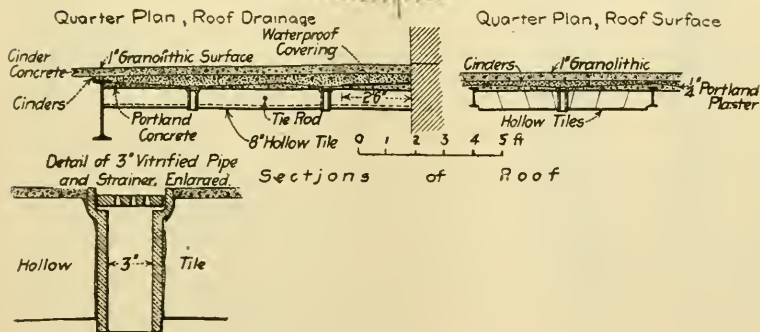 Quarter Plan, Roof Drainage
Quarter Plan, Roof Surface
Waterproof
Covering
Cinder
Concrete
1" Granolithic Surface
Cinders
Portland
Concrete
Tie Rod
8" Hollow Tile
2'6"
Cinders
1" Granolithic
1/4" Portland
Plaster
Hollow Tiles
0 1 2 3 4 5 ft
Sections of Roof
Detail of 3" Vitrified Pipe
and Strainer, Enlarged.
Hollow
3"
Tile